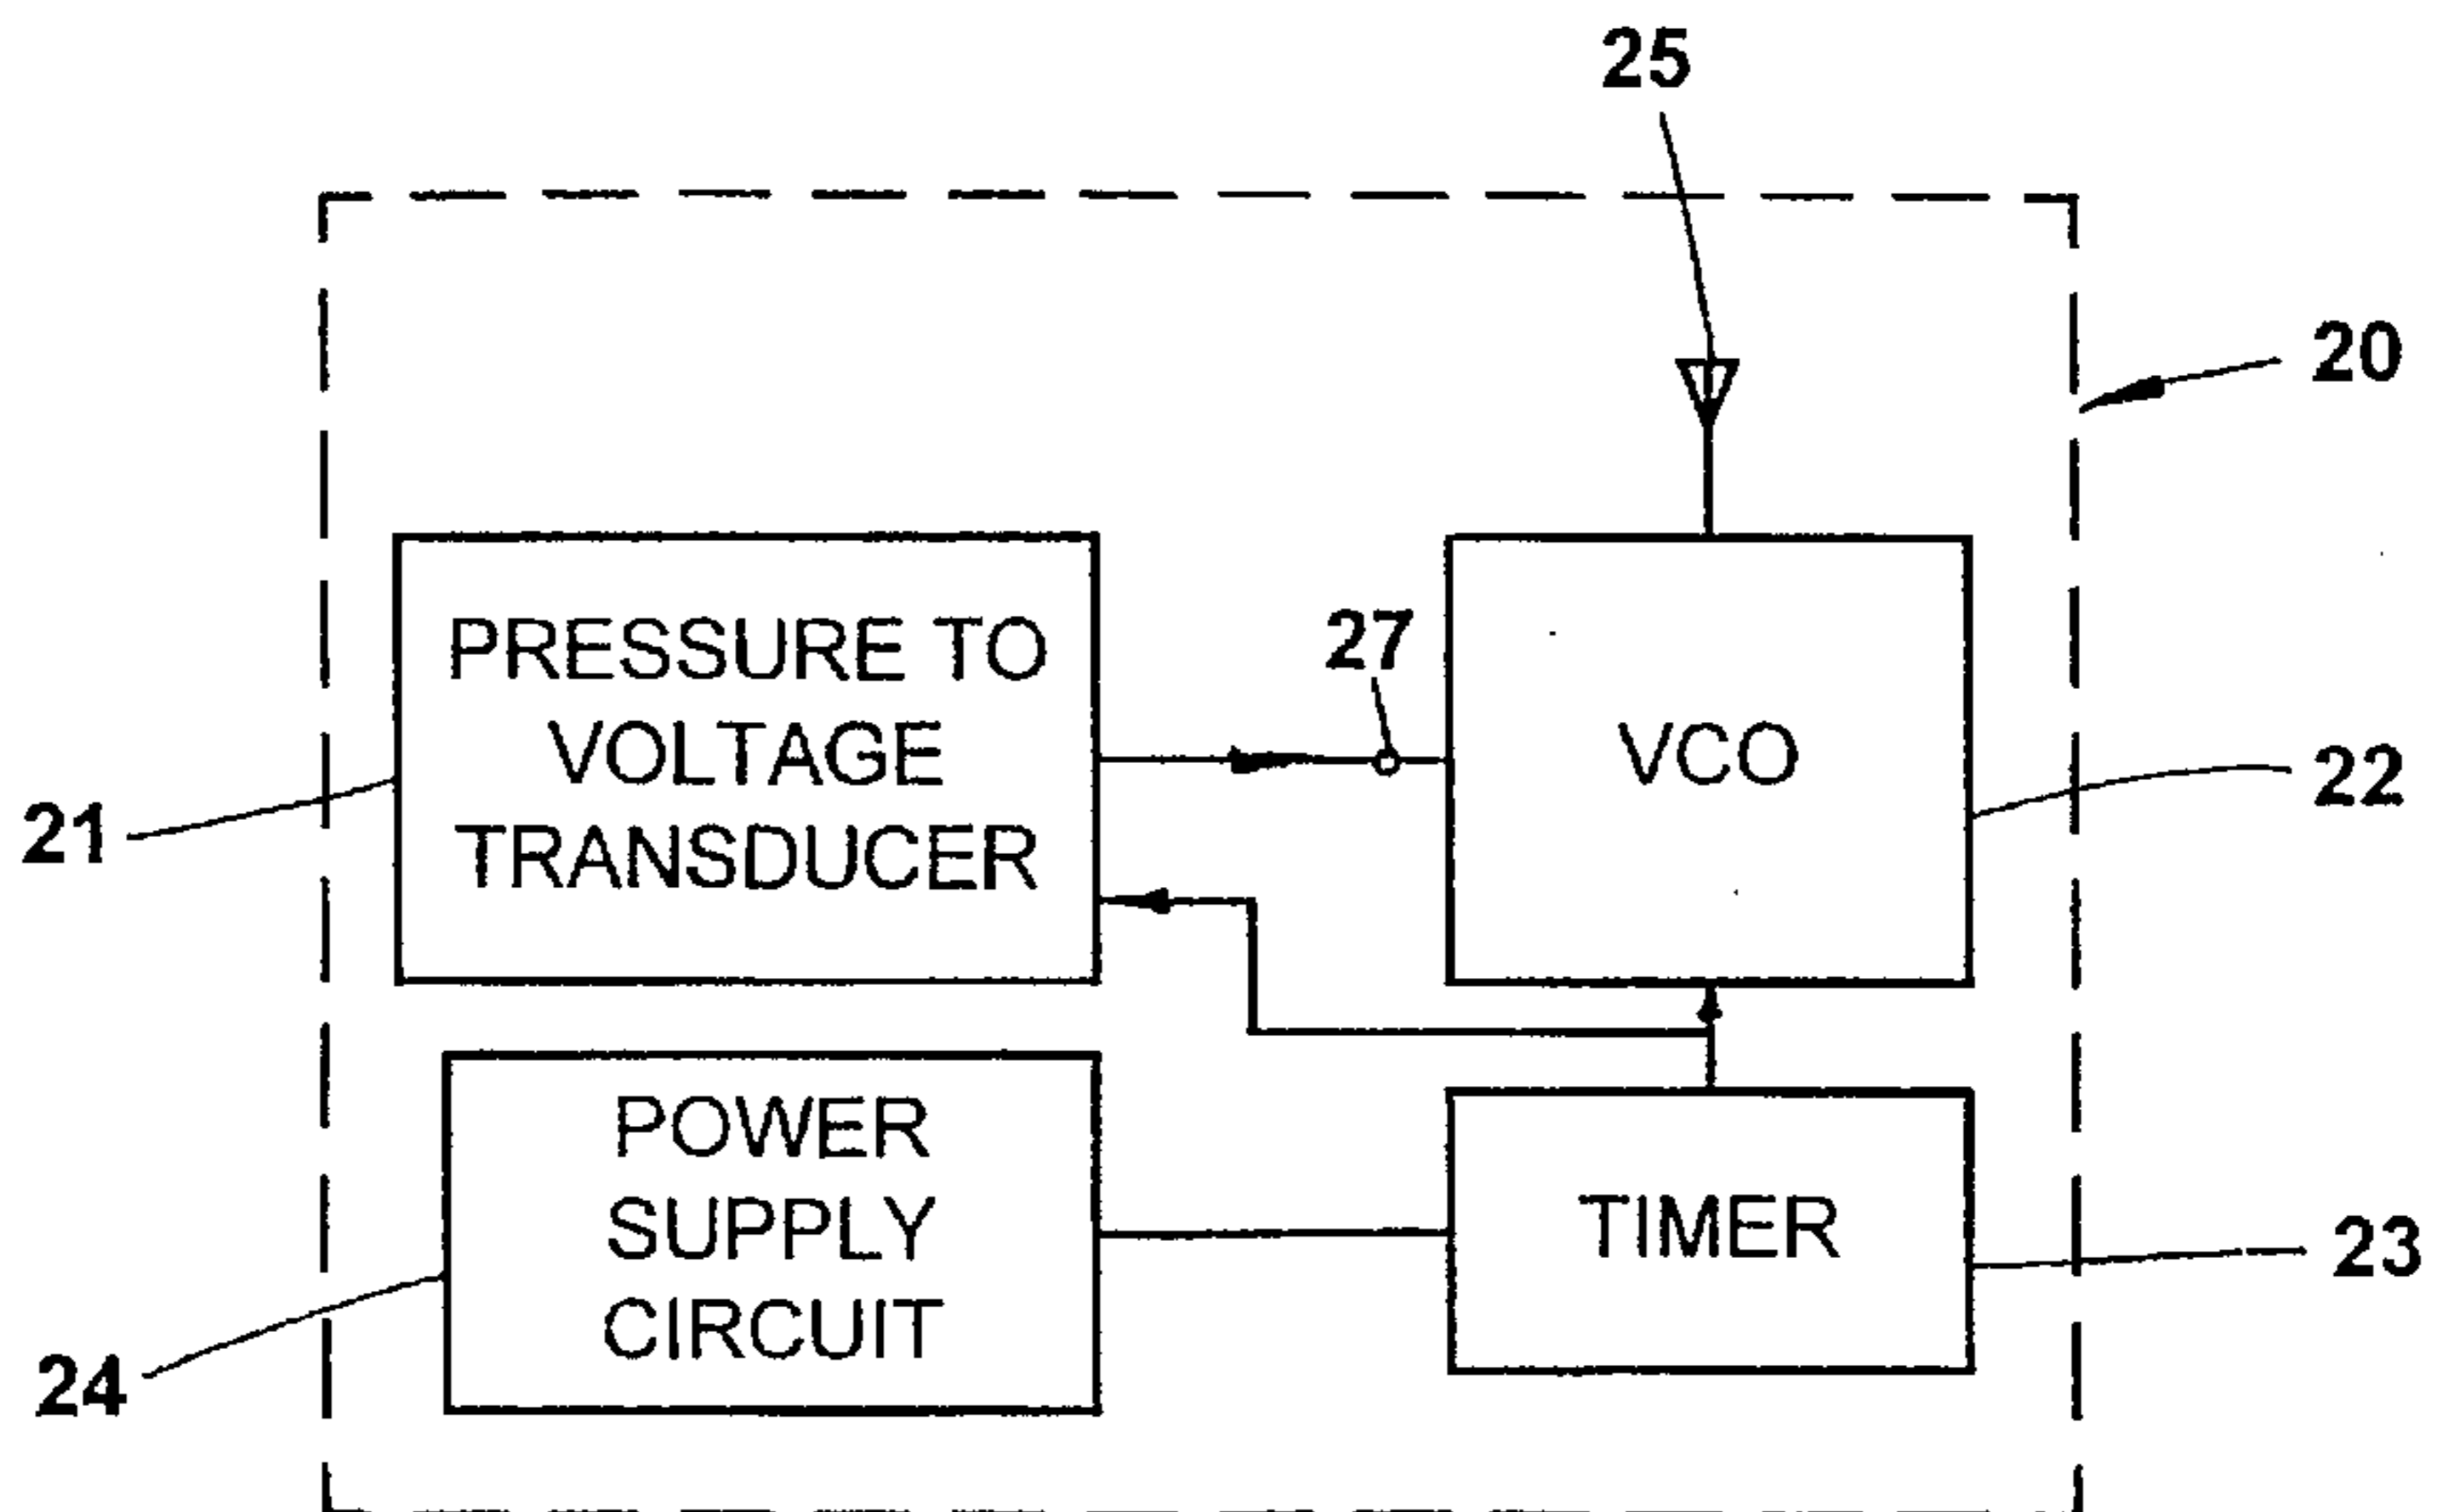 25
20
PRESSURE TO
VOLTAGE
TRANSDUCER
27
VCO
21
22
POWER
SUPPLY
CIRCUIT
TIMER
23
24